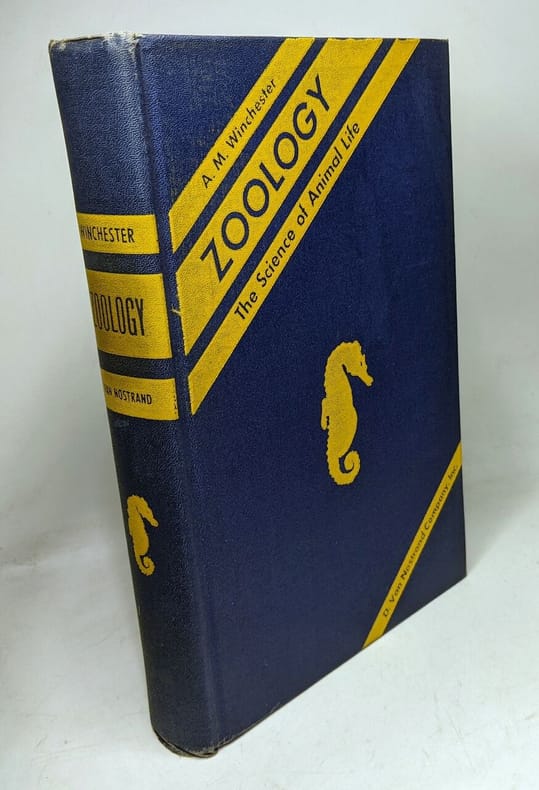 A. M. Winchester
ZOOLOGY
The Science of Animal Life
D. Van Nostrand Company, Inc.
WINCHESTER
ZOOLOGY
VAN NOSTRAND